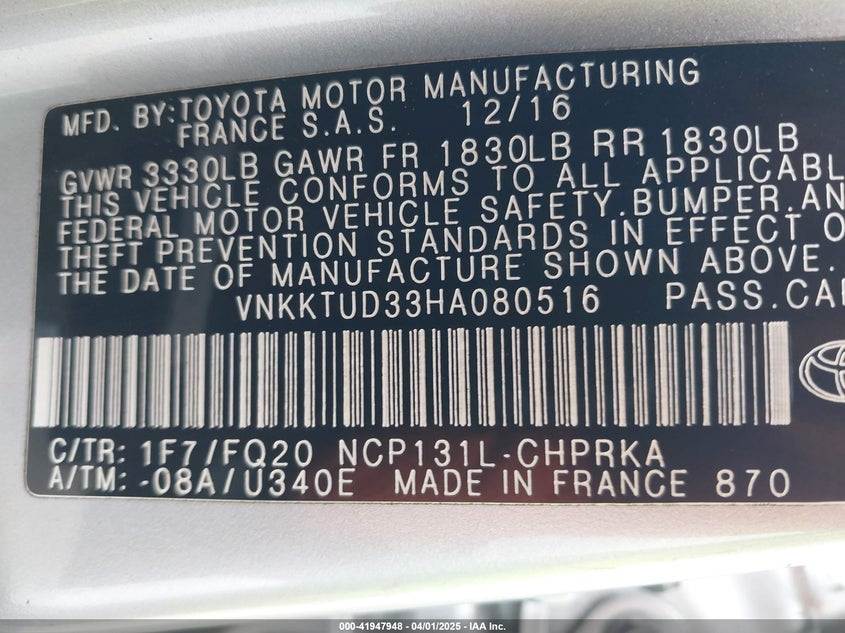 MFD. BY:TOYOTA MOTOR MANUFACTURING
FRANCE S.A.S. 12/16
GVWR 3330LB GAWR FR 1830LB RR 1830LB
THIS VEHICLE CONFORMS TO ALL APPLICABL
FEDERAL MOTOR VEHICLE SAFETY,BUMPER,AN
THEFT PREVENTION STANDARDS IN EFFECT O
THE DATE OF MANUFACTURE SHOWN ABOVE.
VNKKTUD33HA080516 PASS.CAR
C/TR: 1F7/FQ20 NCP131L-CHPRKA
A/TM: -08A/U340E MADE IN FRANCE 870
000-41947948 - 04/01/2025 - IAA Inc.